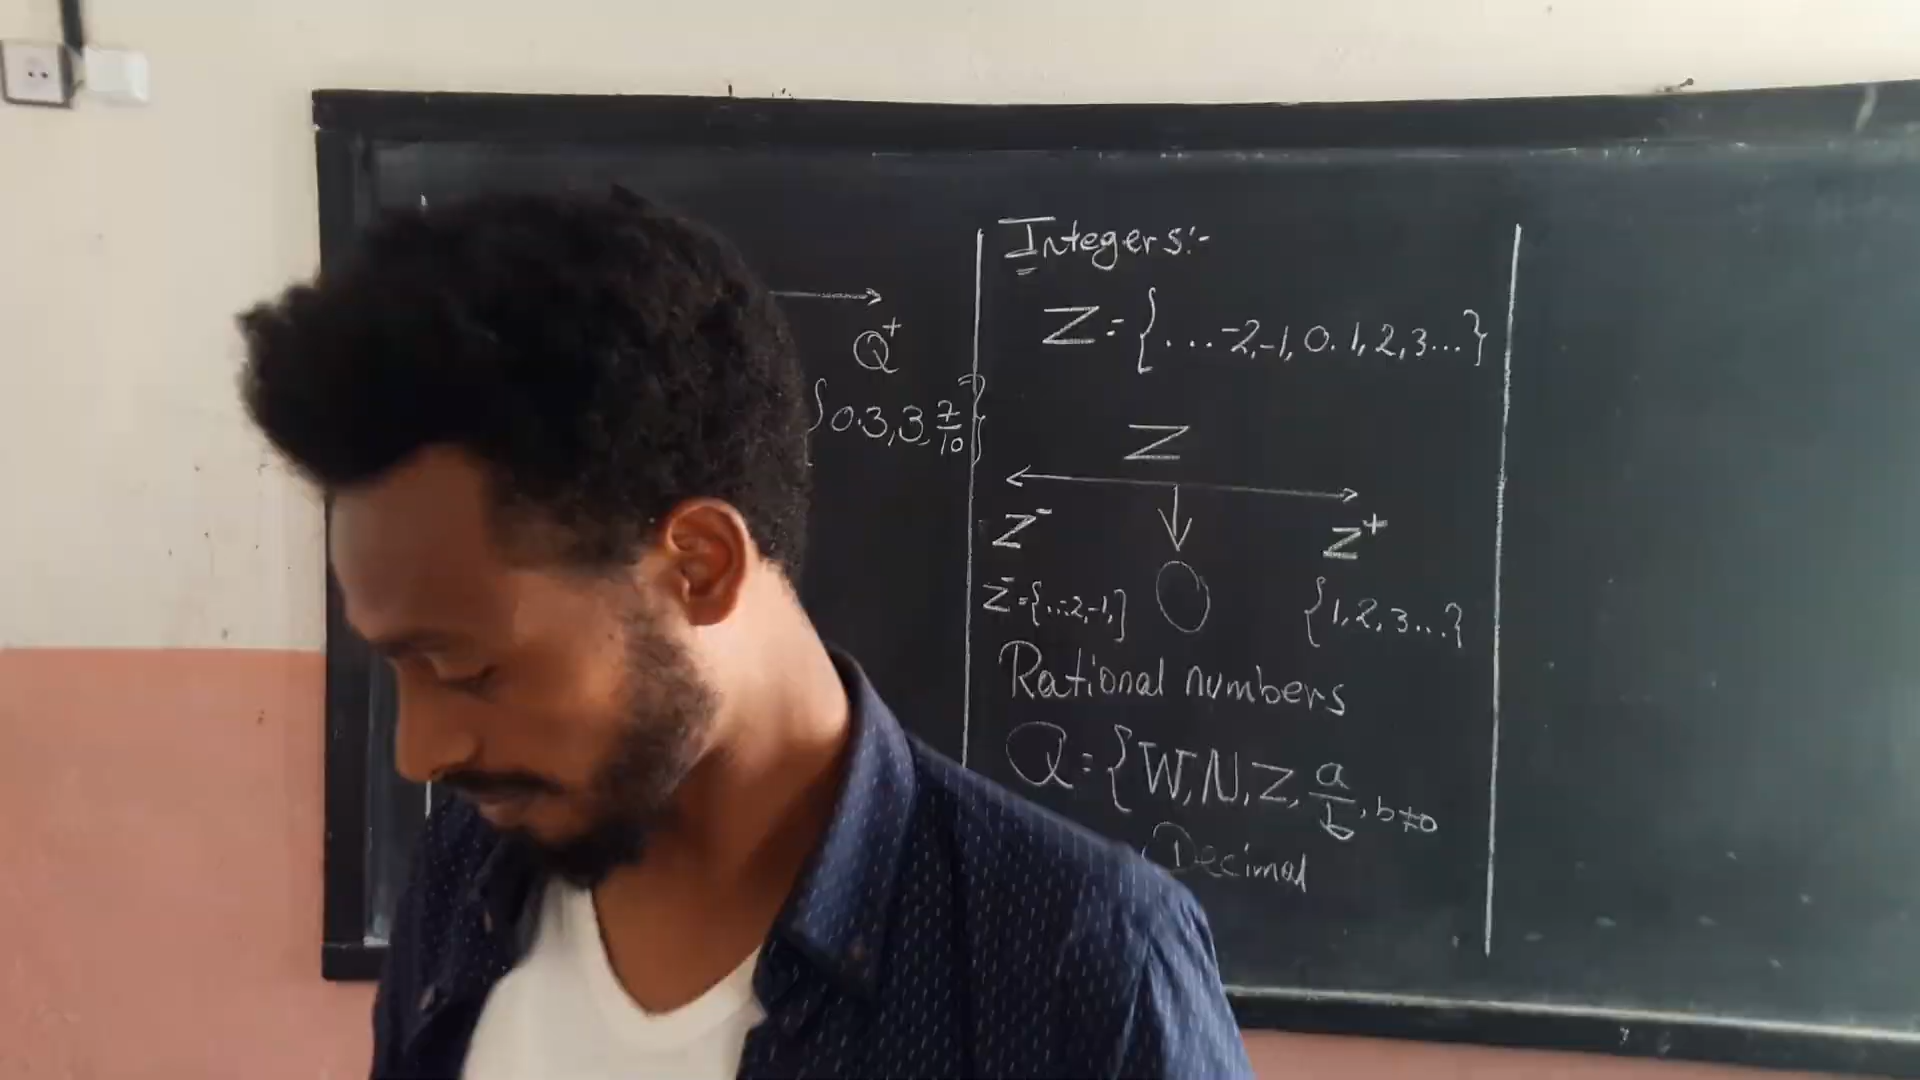 Q⁺
{0.3, 3, 7/10}
Integers:-
Z={...-2,-1,0.1,2,3...}
Z
Z⁻ Z⁺
Z⁻={...-2,-1,} 0 {1,2,3...}
Rational numbers
Q={W,N,Z, a/b, b≠0
Decimal